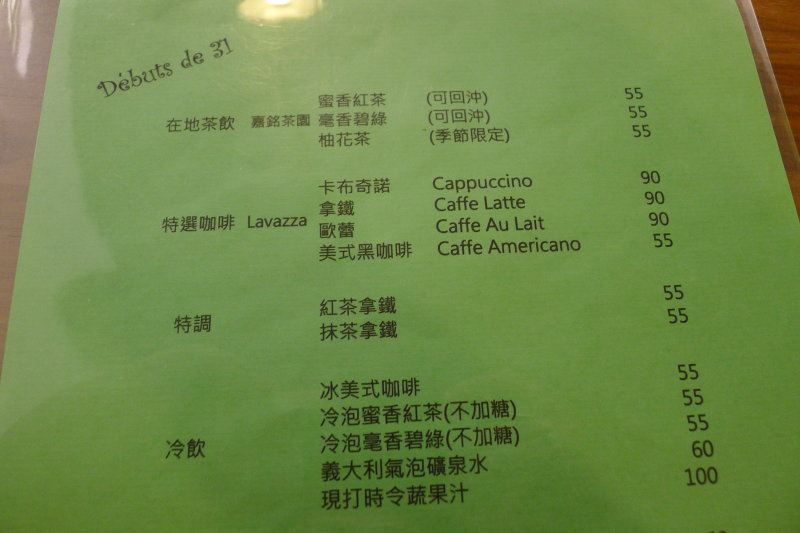 Débuts de 31
蜜香紅茶 (可回沖) 55
在地茶飲 嘉銘茶園 毫香碧綠 (可回沖) 55
柚花茶 (季節限定) 55
卡布奇諾 Cappuccino 90
拿鐵 Caffe Latte 90
特選咖啡 Lavazza
歐蕾 Caffe Au Lait 90
美式黑咖啡 Caffe Americano 55
紅茶拿鐵 55
特調
抹茶拿鐵 55
冰美式咖啡 55
冷泡蜜香紅茶(不加糖) 55
冷飲 冷泡毫香碧綠(不加糖) 55
義大利氣泡礦泉水 60
現打時令蔬果汁 100